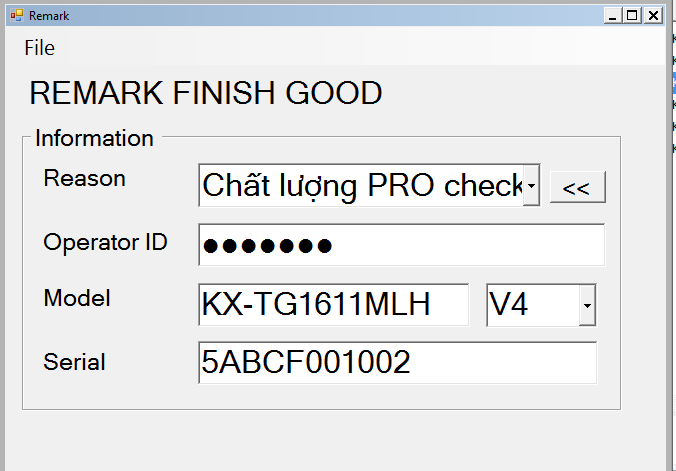 Remark
File
REMARK FINISH GOOD
Information
Reason Chất lượng PRO check <<
Operator ID ●●●●●●●
Model KX-TG1611MLH V4
Serial 5ABCF001002